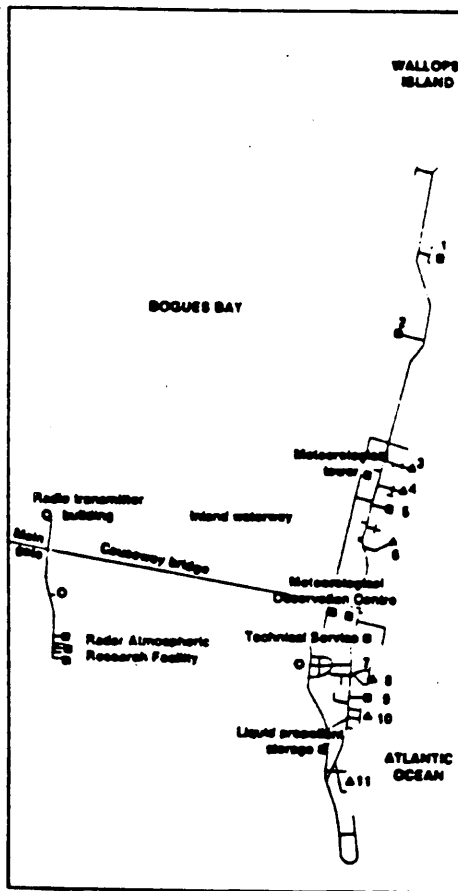 WALLOPS
ISLAND
1
BOGUES BAY
2
Meteorological
tower
3
4
5
Radio transmitter
building
Inland waterway
6
Main
gate
Causeway bridge
Meteorological
Observation Centre
Technical Service
Radar Atmospheric
Research Facility
7
8
9
10
Liquid propellant
storage
ATLANTIC
OCEAN
11